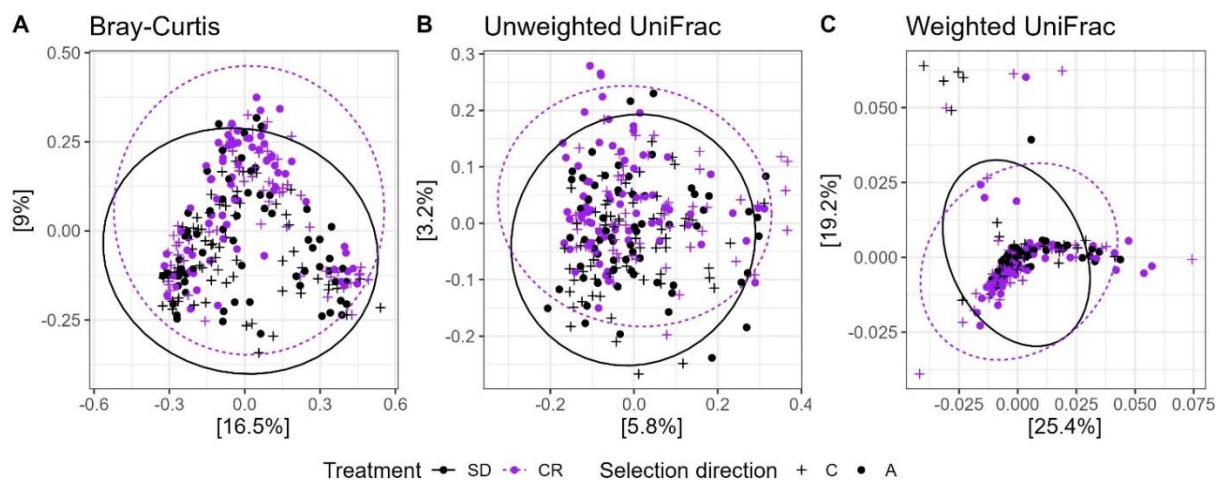 A Bray-Curtis
0.50
0.25
0.00
-0.25
[9%]
-0.6 -0.3 0.0 0.3 0.6
[16.5%]
B Unweighted UniFrac
0.3
0.2
0.1
0.0
-0.1
-0.2
[3.2%]
-0.2 0.0 0.2 0.4
[5.8%]
C Weighted UniFrac
0.050
0.025
0.000
-0.025
[19.2%]
-0.025 0.000 0.025 0.050 0.075
[25.4%]
Treatment SD CR Selection direction C A